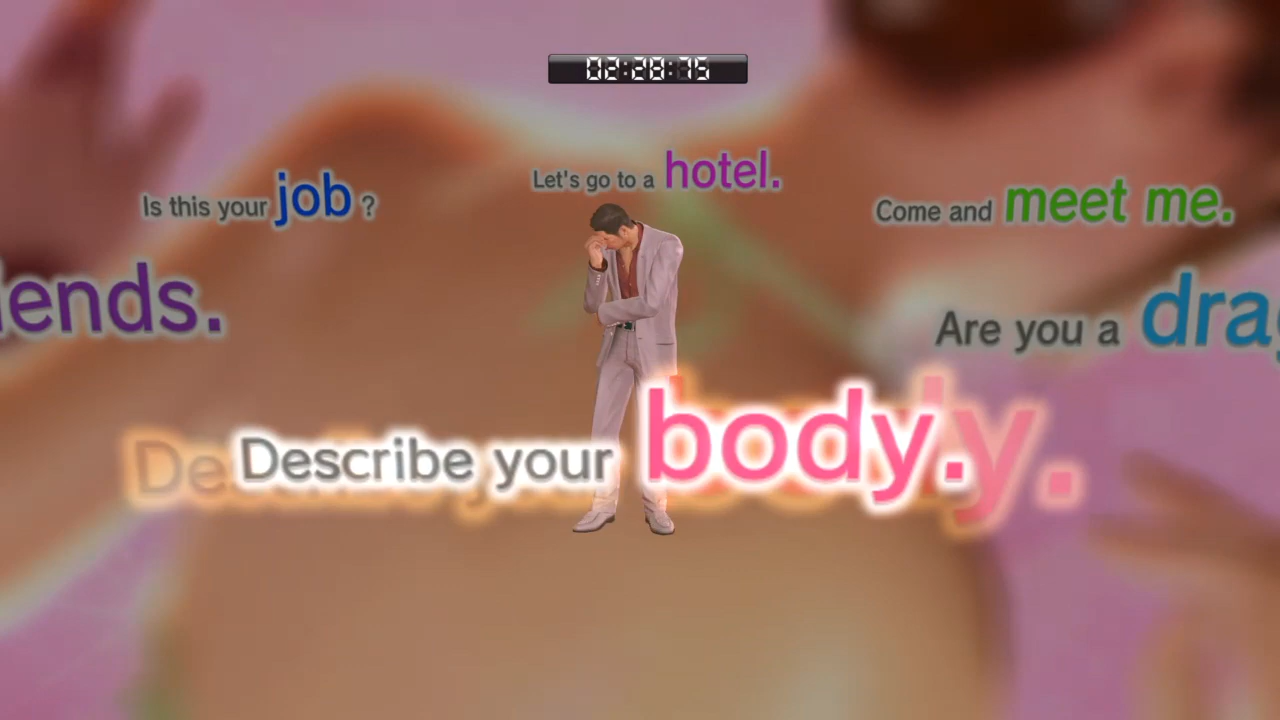 02:28:75
Let's go to a hotel.
Is this your job ?
Come and meet me.
Are you a
Describe your body.